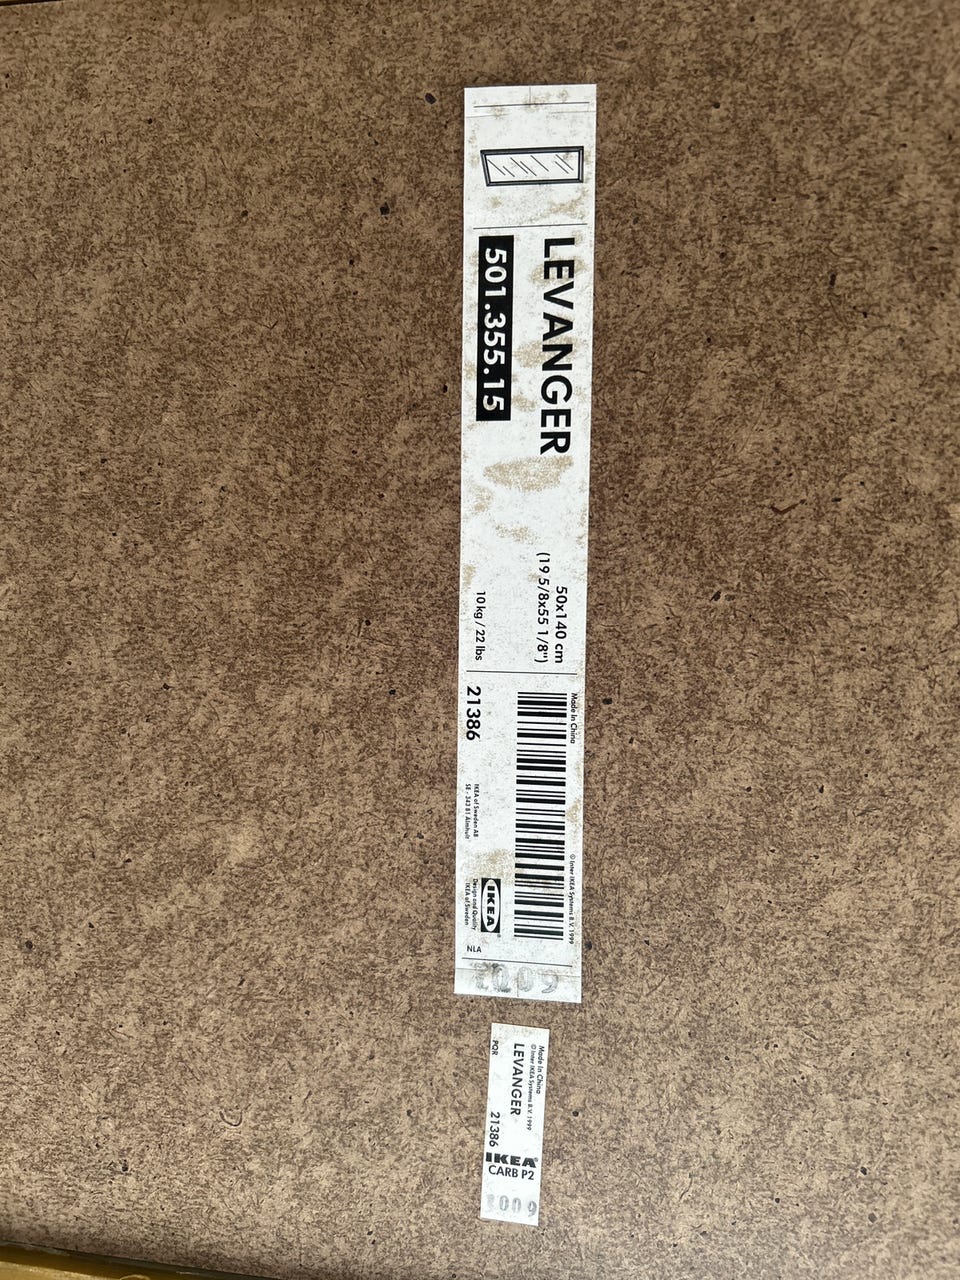 LEVANGER
501.355.15
50x140 cm
(19 5/8x55 1/8")
10 kg / 22 lbs
Made in China
© Inter IKEA Systems B.V. 1999
21386
IKEA of Sweden AB
SE - 343 81 Älmhult
IKEA®
Design and Quality
IKEA of Sweden
NLA
Made in China
© Inter IKEA Systems B.V. 1999
LEVANGER
PQR
21386
IKEA®
CARB P2